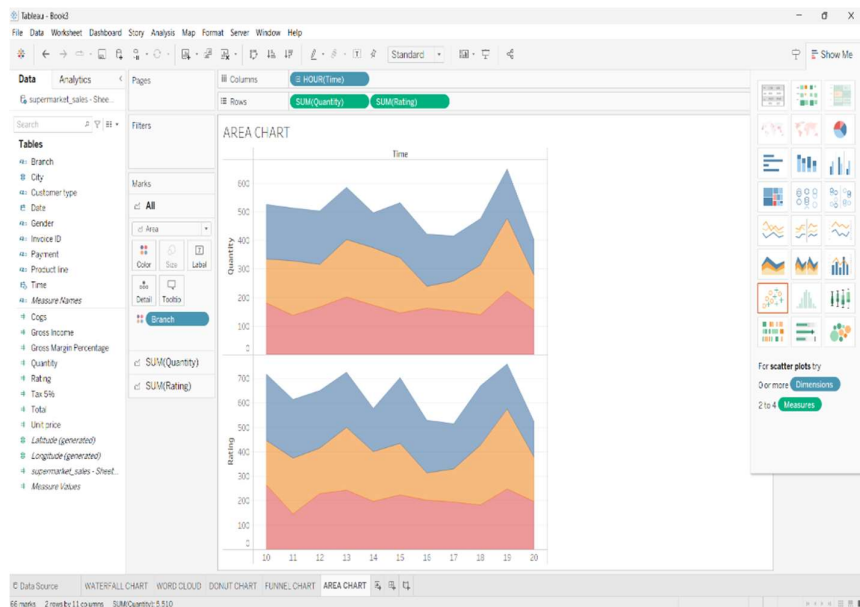 Tableau - Book3
File Data Worksheet Dashboard Story Analysis Map Format Server Window Help
Standard
Show Me
Data Analytics
supermarket_sales - Shee...
Search
Tables
Branch
City
Customer type
Date
Gender
Invoice ID
Payment
Product line
Time
Measure Names
Cogs
Gross Income
Gross Margin Percentage
Quantity
Rating
Tax 5%
Total
Unit price
Latitude (generated)
Longitude (generated)
supermarket_sales - Sheet...
Measure Values
Pages
Filters
Marks
All
Area
Color Size Label
Detail Tooltip
Branch
SUM(Quantity)
SUM(Rating)
Columns HOUR(Time)
Rows SUM(Quantity) SUM(Rating)
AREA CHART
Time
Quantity
600
500
400
300
200
100
0
Rating
700
600
500
400
300
200
100
0
10 11 12 13 14 15 16 17 18 19 20
For scatter plots try
0 or more Dimensions
2 to 4 Measures
Data Source WATERFALL CHART WORD CLOUD DONUT CHART FUNNEL CHART AREA CHART
66 marks 2 rows by 11 columns SUM(Quantity): 5,510